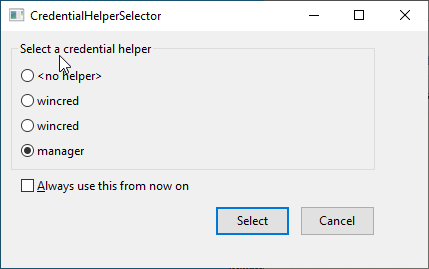 CredentialHelperSelector
Select a credential helper
<no helper>
wincred
wincred
manager
Always use this from now on
Select
Cancel